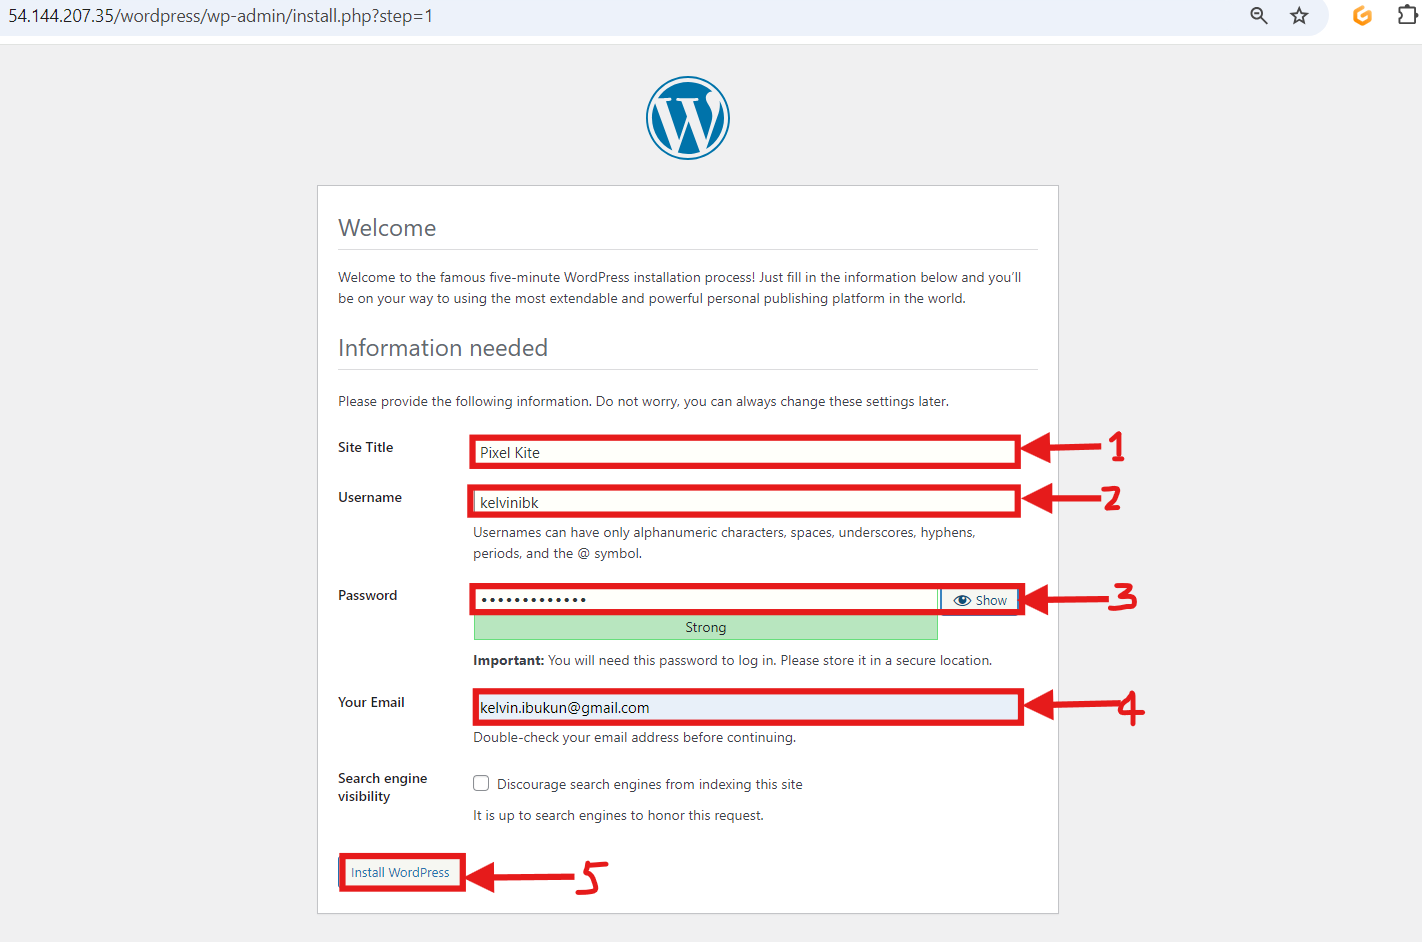 54.144.207.35/wordpress/wp-admin/install.php?step=1
W
Welcome
Welcome to the famous five-minute WordPress installation process! Just fill in the information below and you’ll
be on your way to using the most extendable and powerful personal publishing platform in the world.
Information needed
Please provide the following information. Do not worry, you can always change these settings later.
Site Title
Pixel Kite
1
Username
kelvinibk
2
Usernames can have only alphanumeric characters, spaces, underscores, hyphens,
periods, and the @ symbol.
Password
•••••••••••••
Show
3
Strong
Important: You will need this password to log in. Please store it in a secure location.
Your Email
kelvin.ibukun@gmail.com
4
Double-check your email address before continuing.
Search engine
visibility
Discourage search engines from indexing this site
It is up to search engines to honor this request.
Install WordPress
5